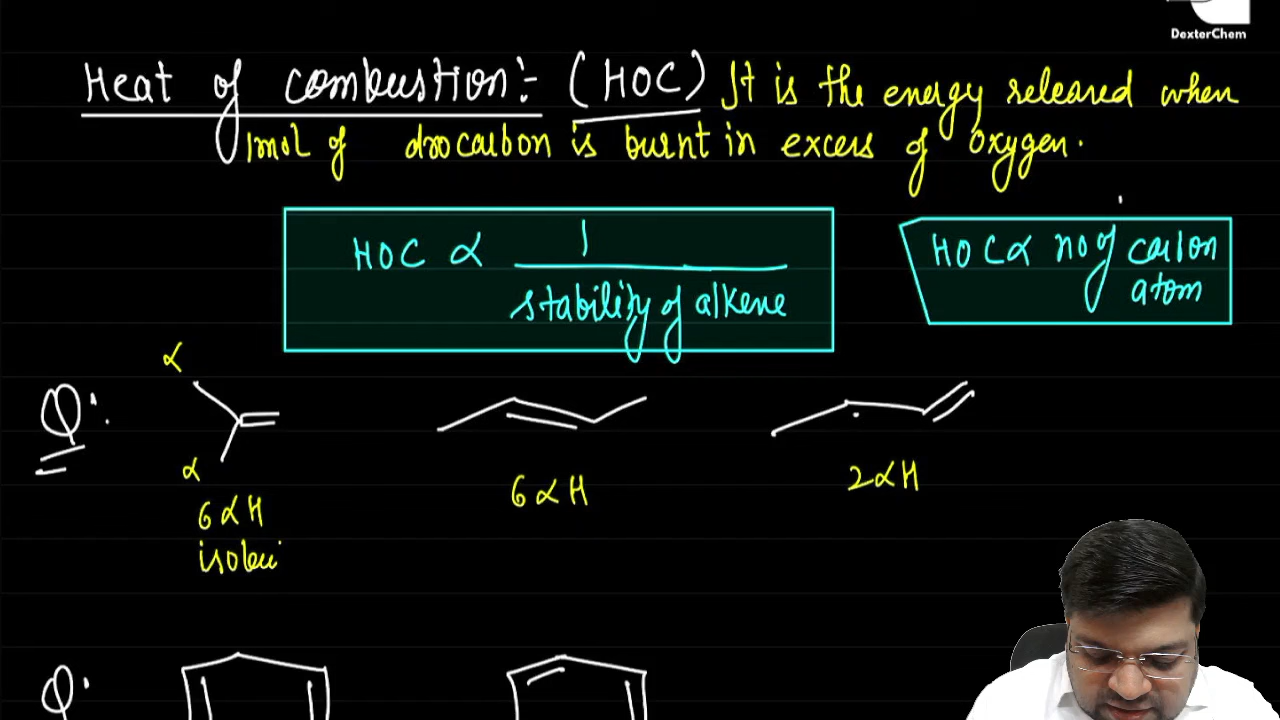 DexterChem
Heat of combustion:- (HOC) It is the energy released when
1mol of drocarbon is burnt in excess of oxygen.
HOC ∝ 1
stability of alkene
HOC ∝ no of carbon
atom
α
Q:
α
6αH
6αH
2αH
Q: